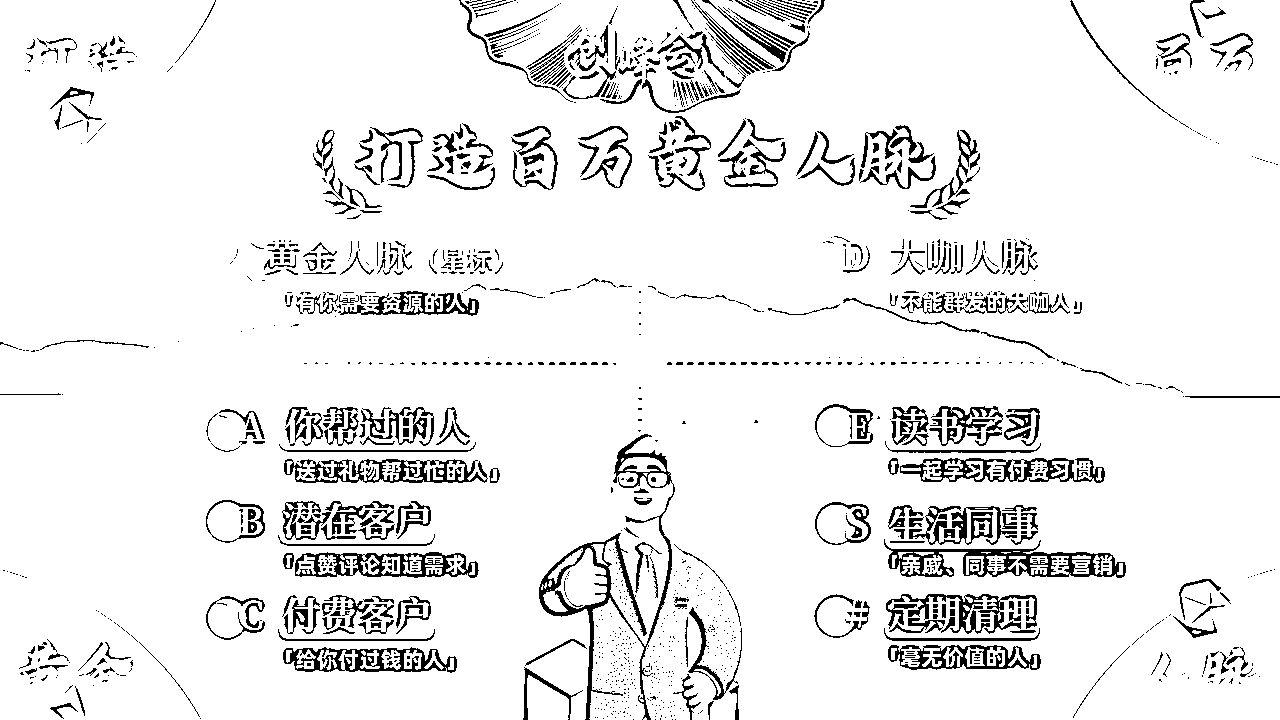 打造
百万
创峰会
打造百万黄金人脉
黄金人脉（星标）
「有你需要资源的人」
D 大咖人脉
「不能群发的大咖人」
A 你帮过的人
「送过礼物帮过忙的人」
B 潜在客户
「点赞评论知道需求」
C 付费客户
「给你付过钱的人」
E 读书学习
「一起学习有付费习惯」
S 生活同事
「亲戚、同事不需要营销」
# 定期清理
「毫无价值的人」
黄金
人脉